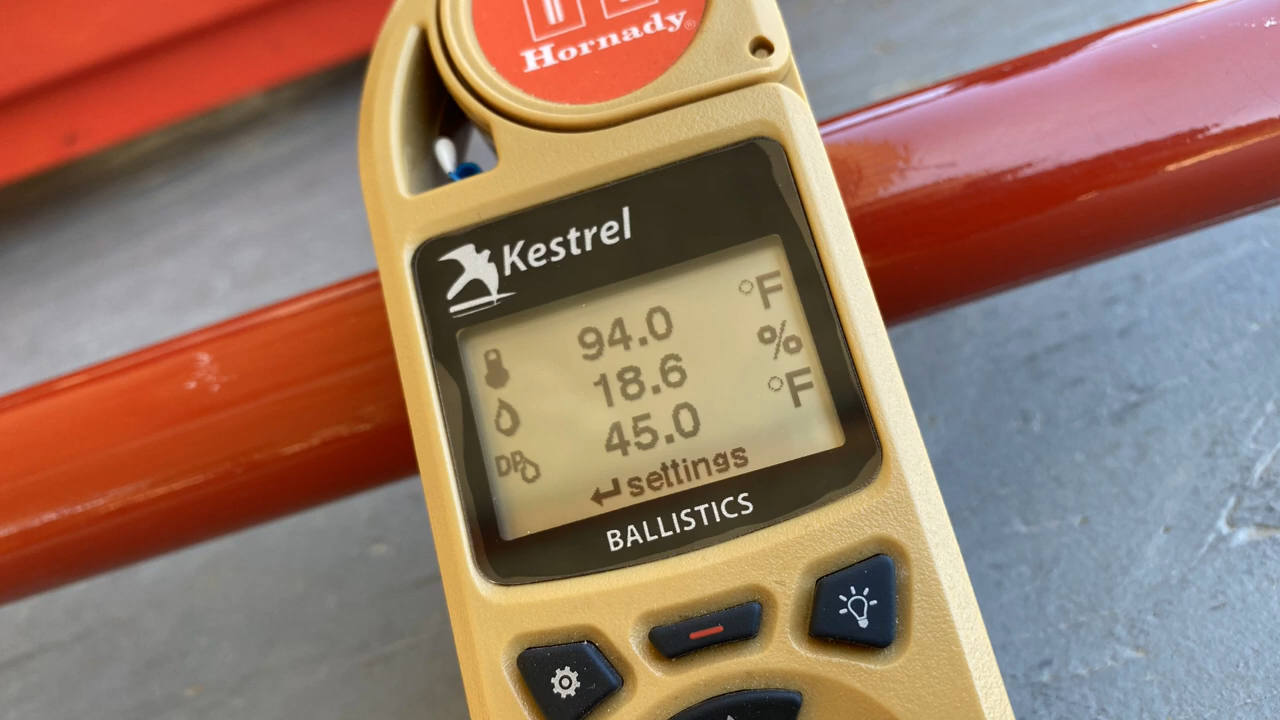 Hornady®
Kestrel
94.0 °F
18.6 %
45.0 °F
DP
↵ settings
BALLISTICS